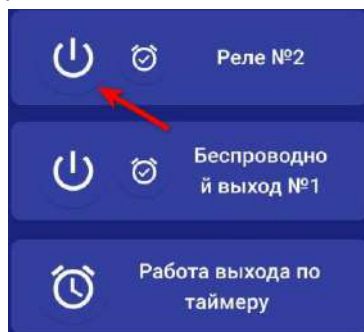 Реле №2
Беспроводно
й выход №1
Работа выхода по
таймеру